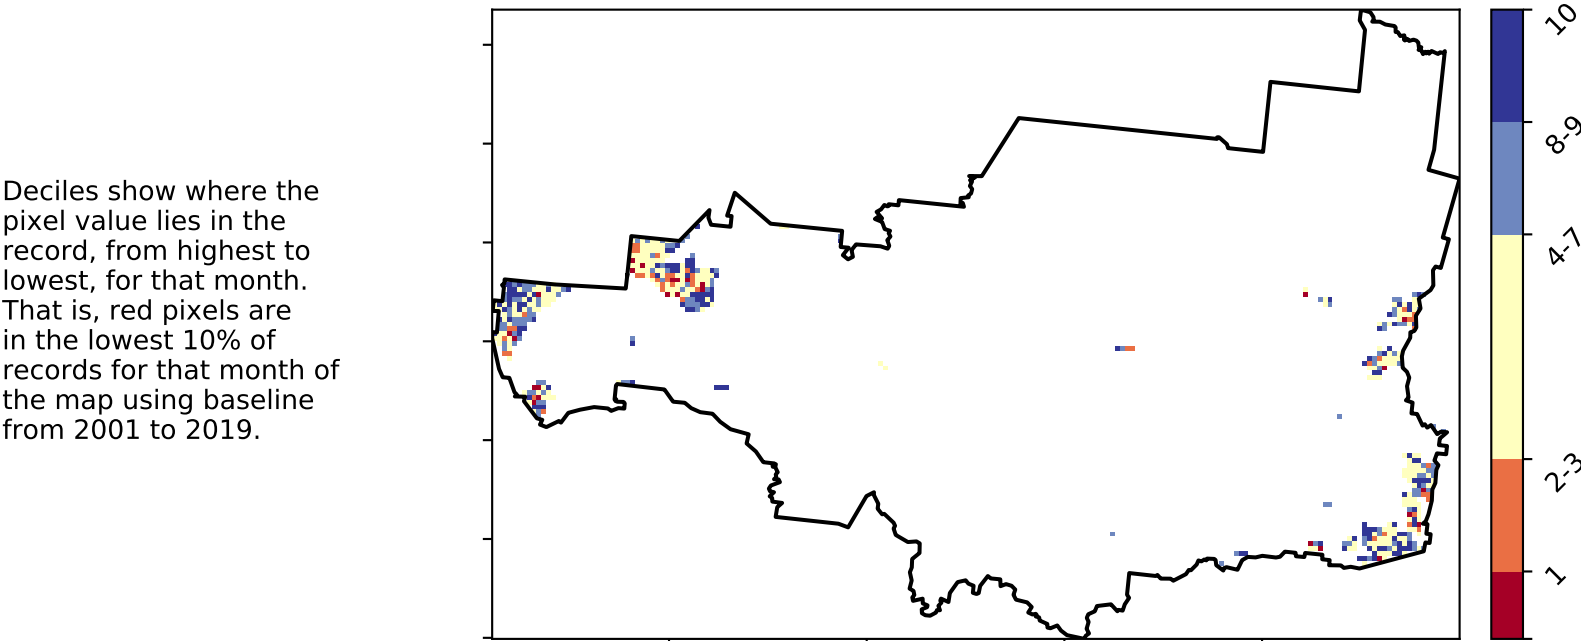 Deciles show where the
pixel value lies in the
record, from highest to
lowest, for that month.
That is, red pixels are
in the lowest 10% of
records for that month of
the map using baseline
from 2001 to 2019.
10
8-9
4-7
2-3
1